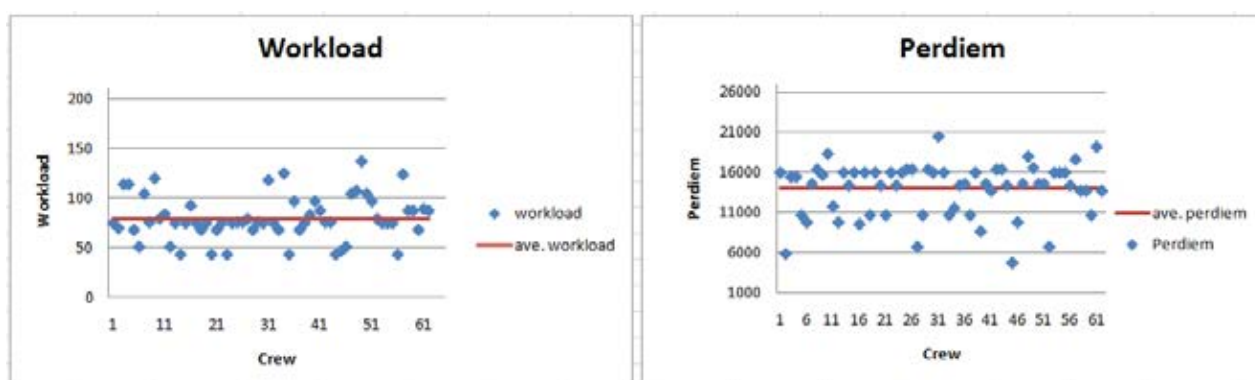 Workload
200
150
100
50
0
1 11 21 31 41 51 61
Workload
Crew
workload
ave. workload
Perdiem
26000
21000
16000
11000
6000
1000
1 6 11 16 21 26 31 36 41 46 51 56 61
Perdiem
Crew
ave. perdiem
Perdiem